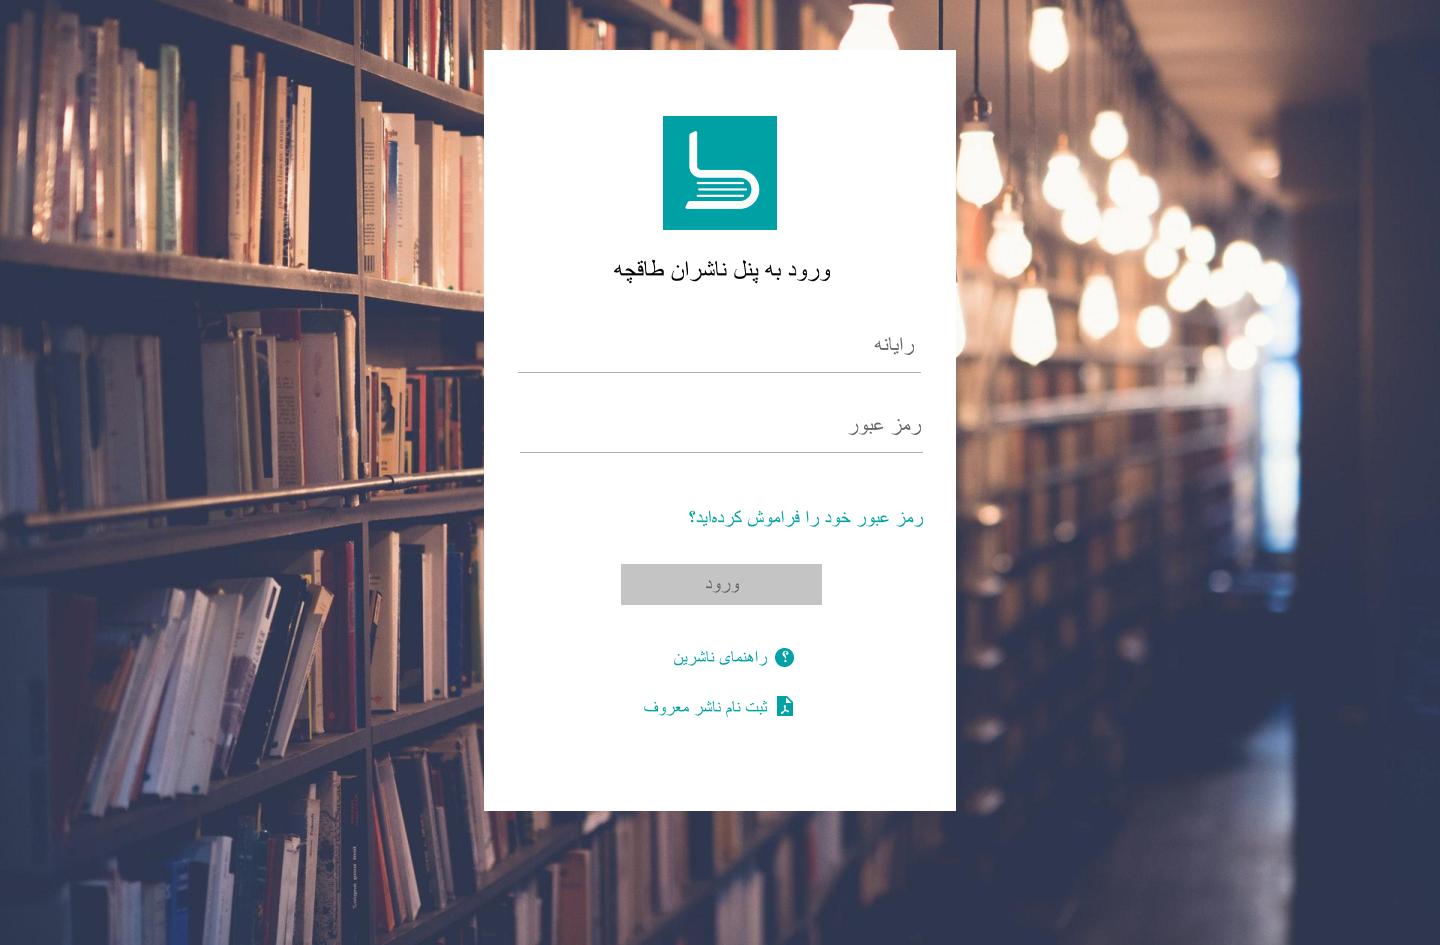 ورود به پنل ناشران طاقچه
رایانه
رمز عبور
رمز عبور خود را فراموش کرده‌اید؟
ورود
راهنمای ناشرین
ثبت نام ناشر معروف